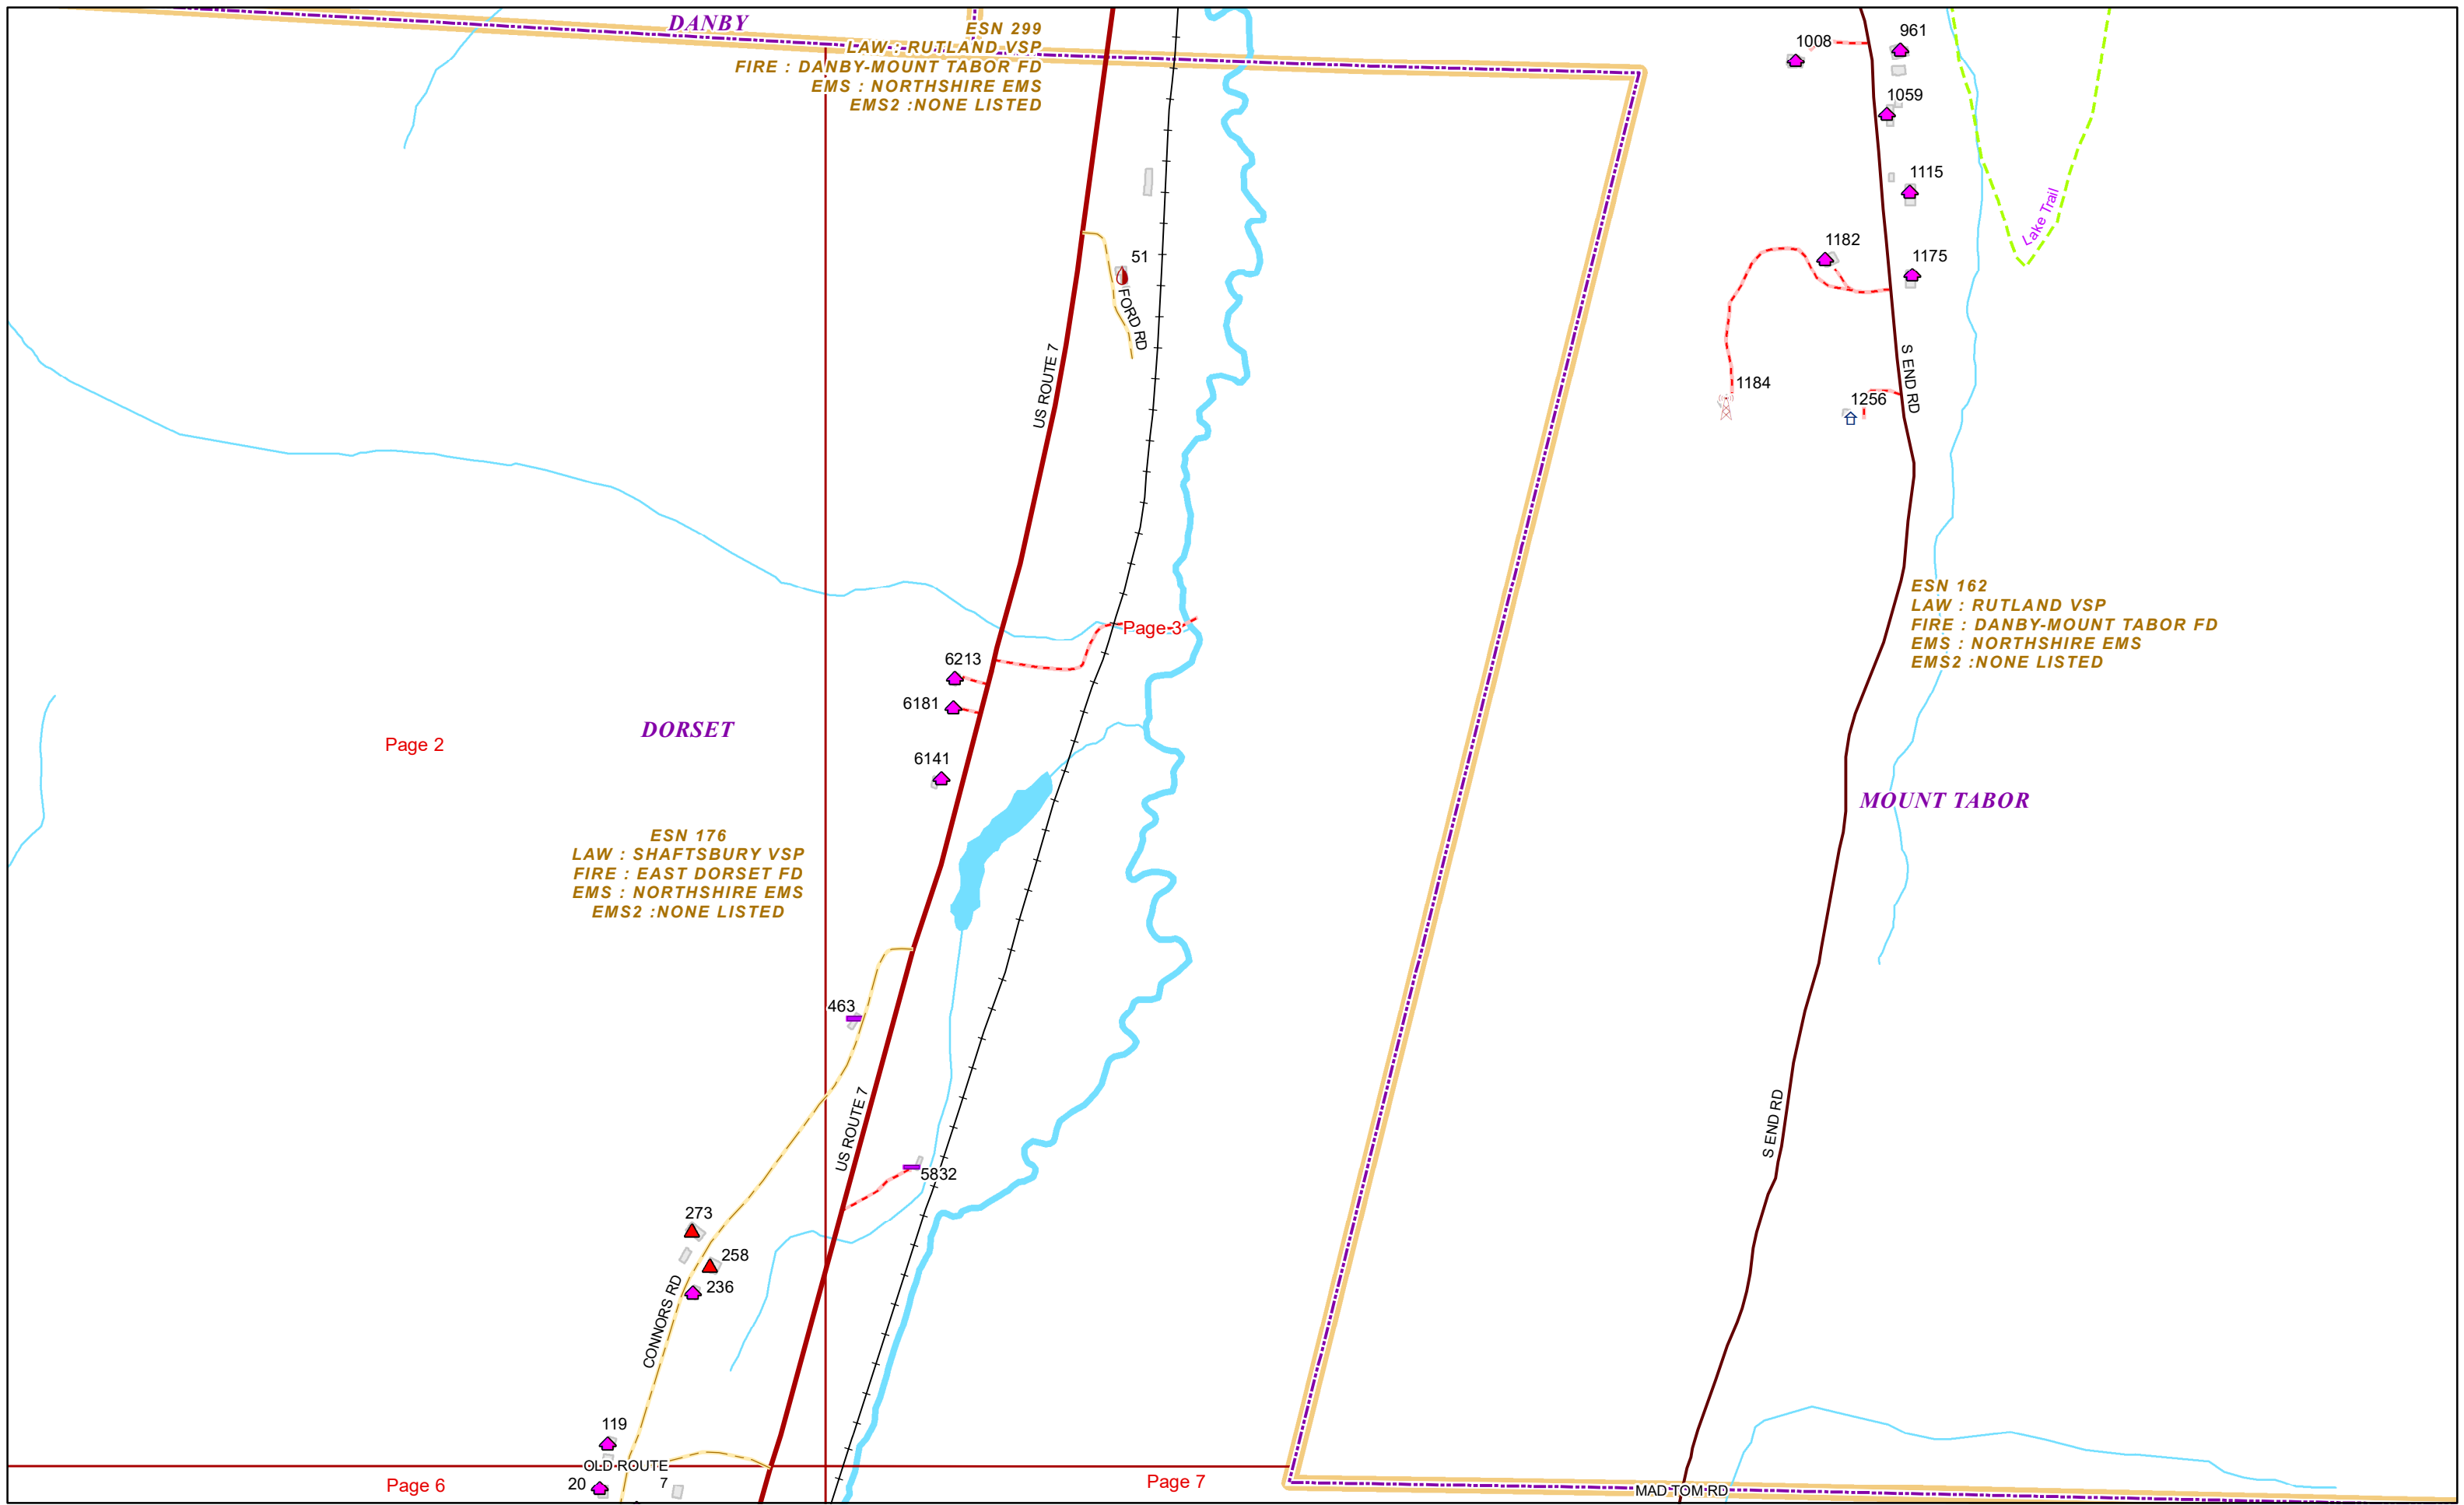 DANBY
ESN 299
LAW : RUTLAND VSP
FIRE : DANBY-MOUNT TABOR FD
EMS : NORTHSHIRE EMS
EMS2 :NONE LISTED
1008
961
1059
1115
Lake Trail
1182
1175
51
FORD RD
US ROUTE 7
S END RD
1184
1256
ESN 162
LAW : RUTLAND VSP
FIRE : DANBY-MOUNT TABOR FD
EMS : NORTHSHIRE EMS
EMS2 :NONE LISTED
Page 3
6213
6181
DORSET
Page 2
6141
MOUNT TABOR
ESN 176
LAW : SHAFTSBURY VSP
FIRE : EAST DORSET FD
EMS : NORTHSHIRE EMS
EMS2 :NONE LISTED
463
US ROUTE 7
S END RD
5832
273
258
236
CONNORS RD
119
OLD ROUTE
20
7
Page 6
Page 7
MAD TOM RD